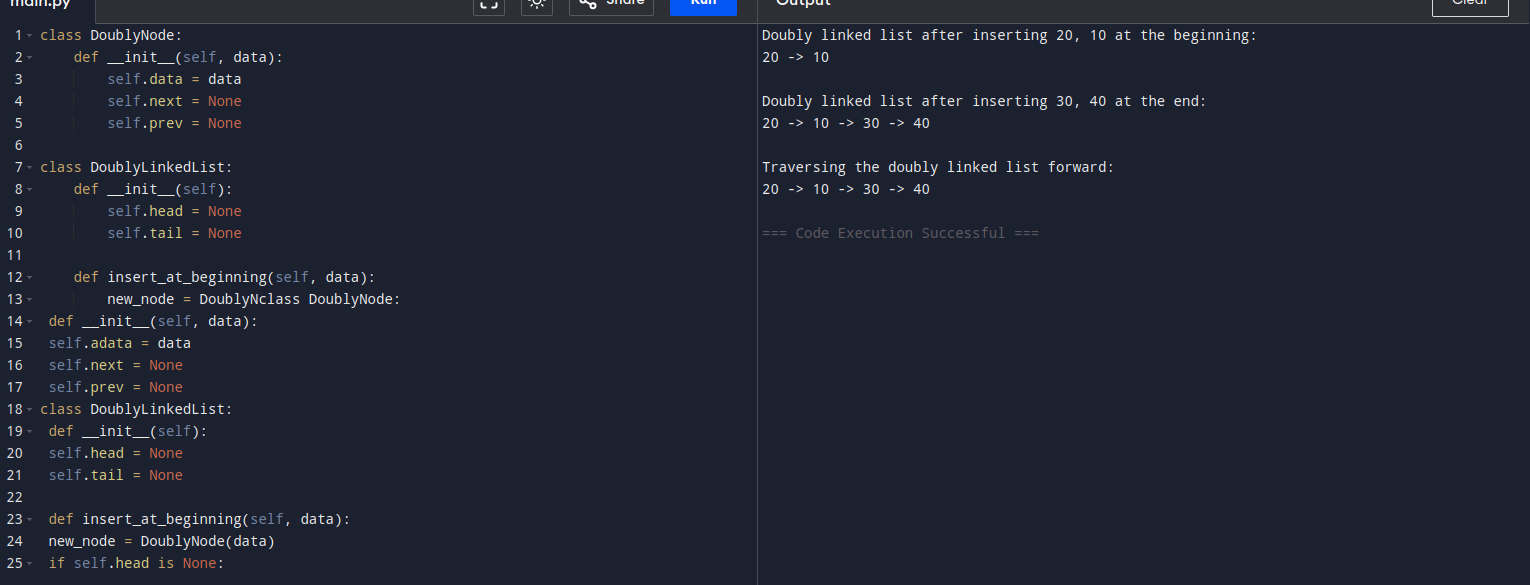 main.py
Share
Run
Output
Clear
1 class DoublyNode:
2 def __init__(self, data):
3 self.data = data
4 self.next = None
5 self.prev = None
6
7 class DoublyLinkedList:
8 def __init__(self):
9 self.head = None
10 self.tail = None
11
12 def insert_at_beginning(self, data):
13 new_node = DoublyNclass DoublyNode:
14 def __init__(self, data):
15 self.adata = data
16 self.next = None
17 self.prev = None
18 class DoublyLinkedList:
19 def __init__(self):
20 self.head = None
21 self.tail = None
22
23 def insert_at_beginning(self, data):
24 new_node = DoublyNode(data)
25 if self.head is None:
Doubly linked list after inserting 20, 10 at the beginning:
20 -> 10
Doubly linked list after inserting 30, 40 at the end:
20 -> 10 -> 30 -> 40
Traversing the doubly linked list forward:
20 -> 10 -> 30 -> 40
=== Code Execution Successful ===